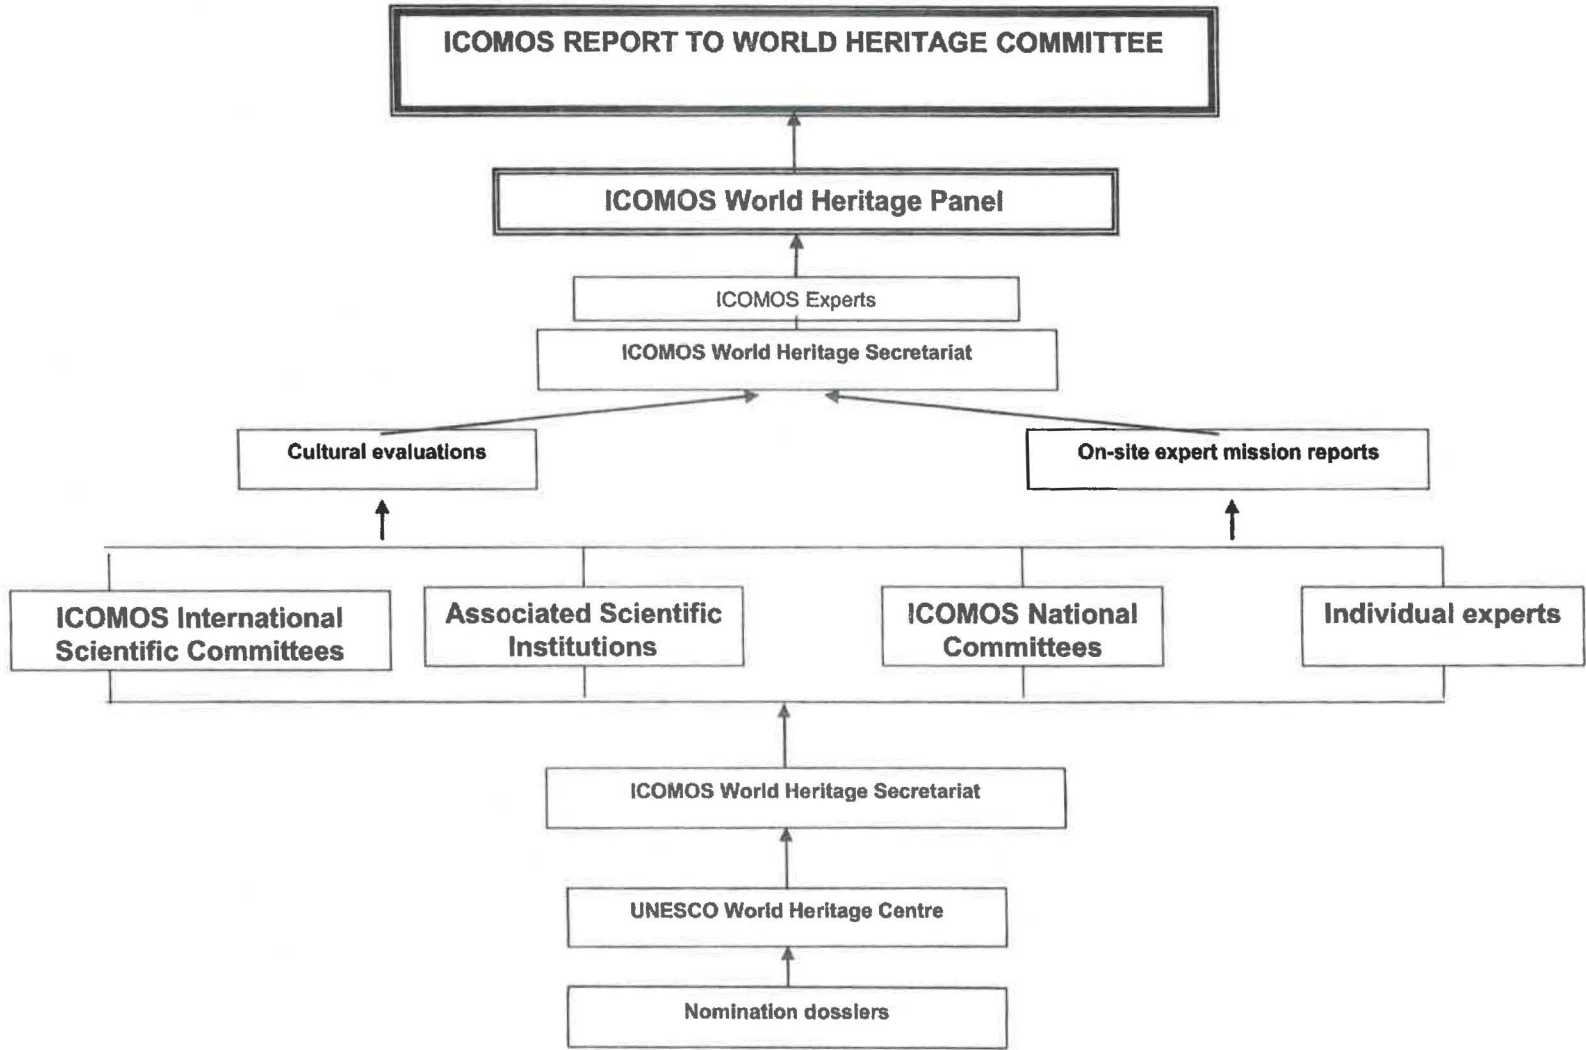 ICOMOS REPORT TO WORLD HERITAGE COMMITTEE
ICOMOS World Heritage Panel
ICOMOS Experts
ICOMOS World Heritage Secretariat
Cultural evaluations
On-site expert mission reports
ICOMOS International
Scientific Committees
Associated Scientific
Institutions
ICOMOS National
Committees
Individual experts
ICOMOS World Heritage Secretariat
UNESCO World Heritage Centre
Nomination dossiers